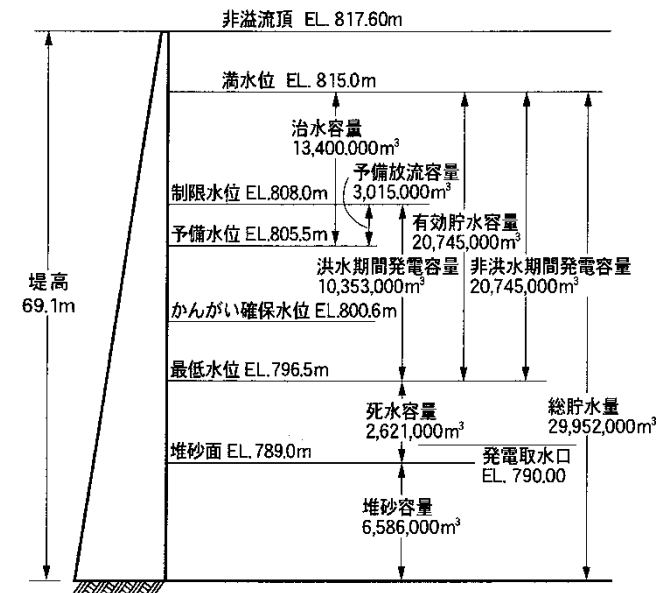 非溢流頂 EL. 817.60m
満水位 EL. 815.0m
治水容量
13,400,000m³
予備放流容量
3,015,000m³
制限水位 EL.808.0m
有効貯水容量
20,745,000m³
予備水位 EL.805.5m
洪水期間発電容量
10,353,000m³
非洪水期間発電容量
20,745,000m³
堤高
69.1m
かんがい確保水位 EL.800.6m
最低水位 EL.796.5m
死水容量
2,621,000m³
総貯水量
29,952,000m³
堆砂面 EL.789.0m
発電取水口
EL. 790.00
堆砂容量
6,586,000m³